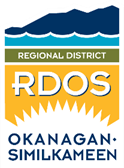 REGIONAL DISTRICT
RDOS
OKANAGAN·
SIMILKAMEEN